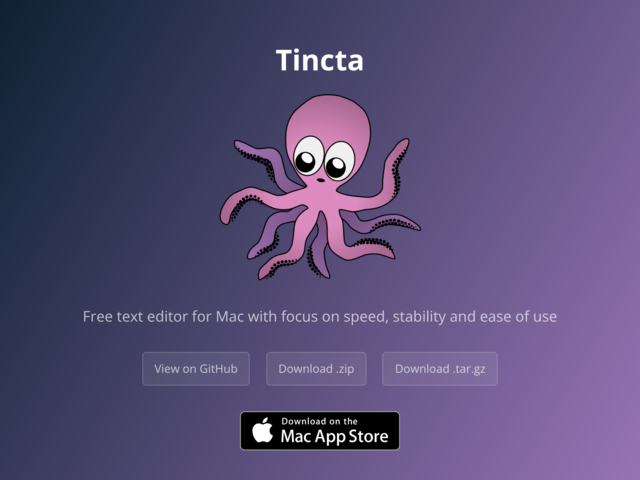 Tincta
Free text editor for Mac with focus on speed, stability and ease of use
View on GitHub
Download .zip
Download .tar.gz
Download on the
Mac App Store